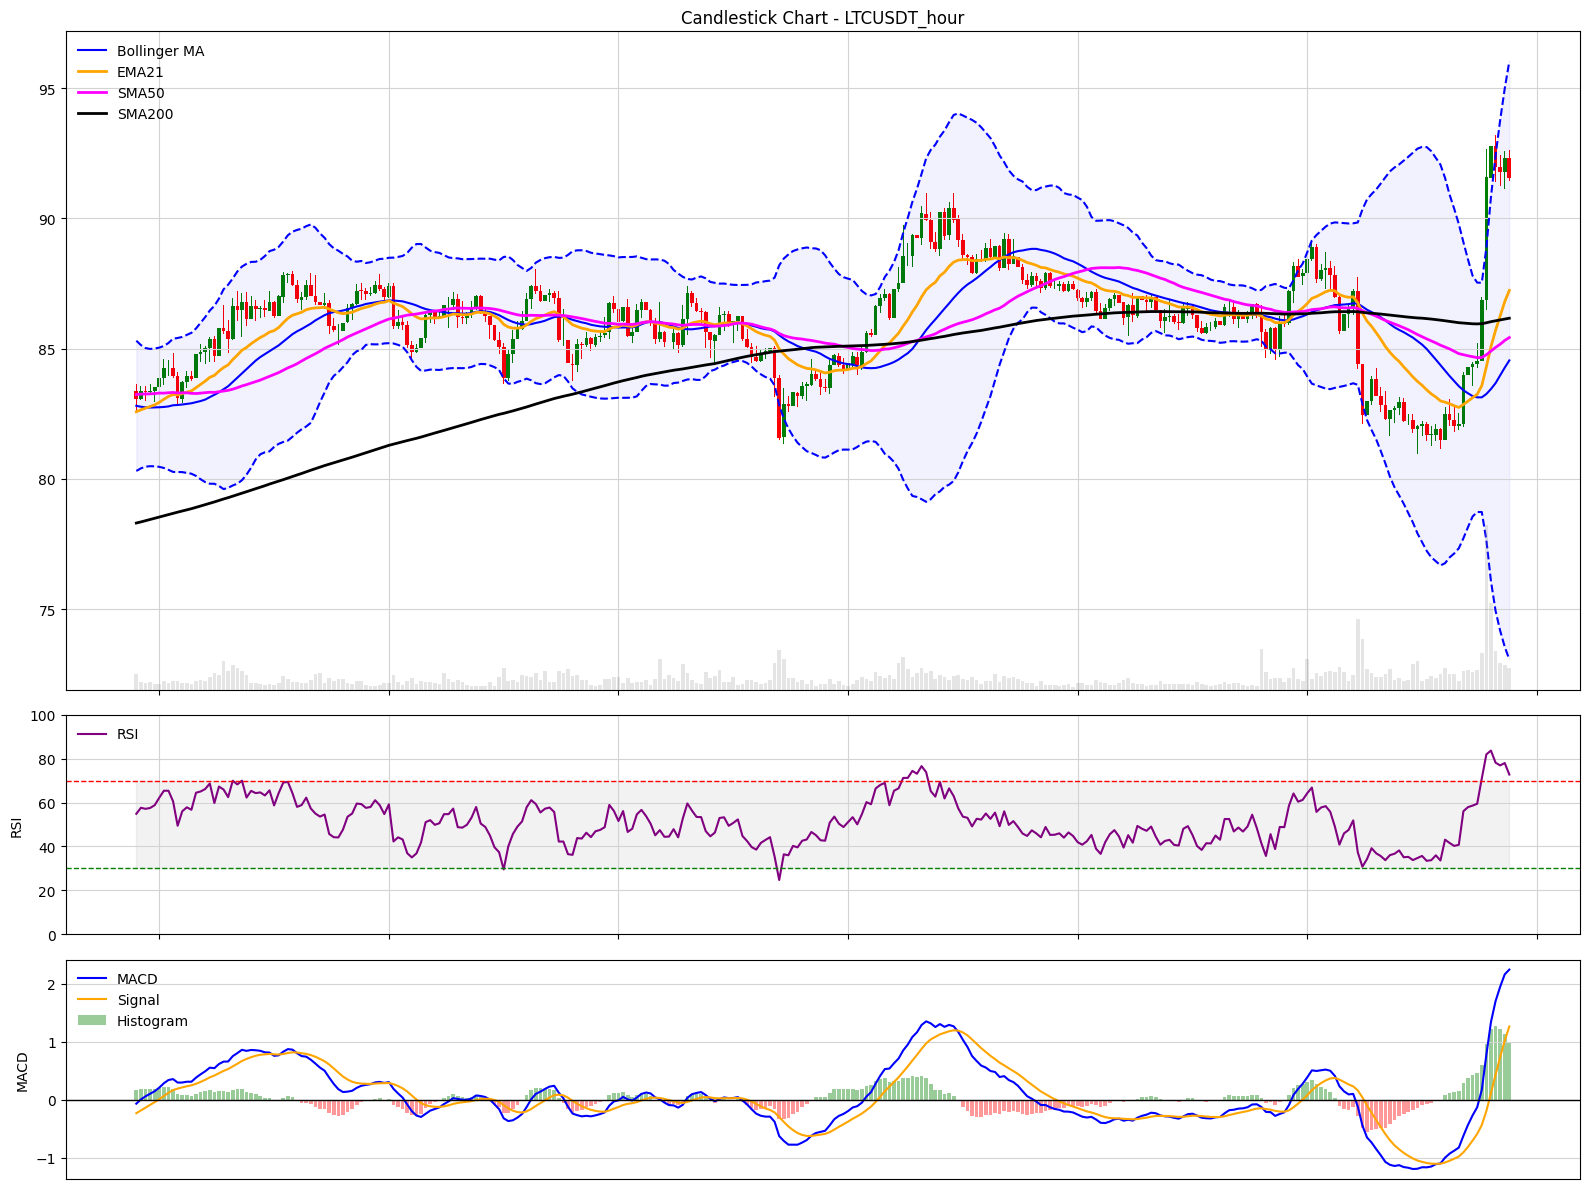 Candlestick Chart - LTCUSDT_hour
Bollinger MA
EMA21
SMA50
SMA200
95
90
85
80
75
RSI
100
80
60
40
20
0
RSI
MACD
Signal
Histogram
2
1
0
−1
MACD